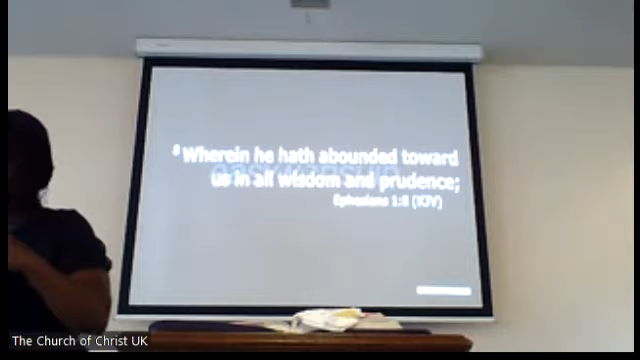 8 Wherein he hath abounded toward
us in all wisdom and prudence;
Ephesians 1:8 (KJV)
The Church of Christ UK